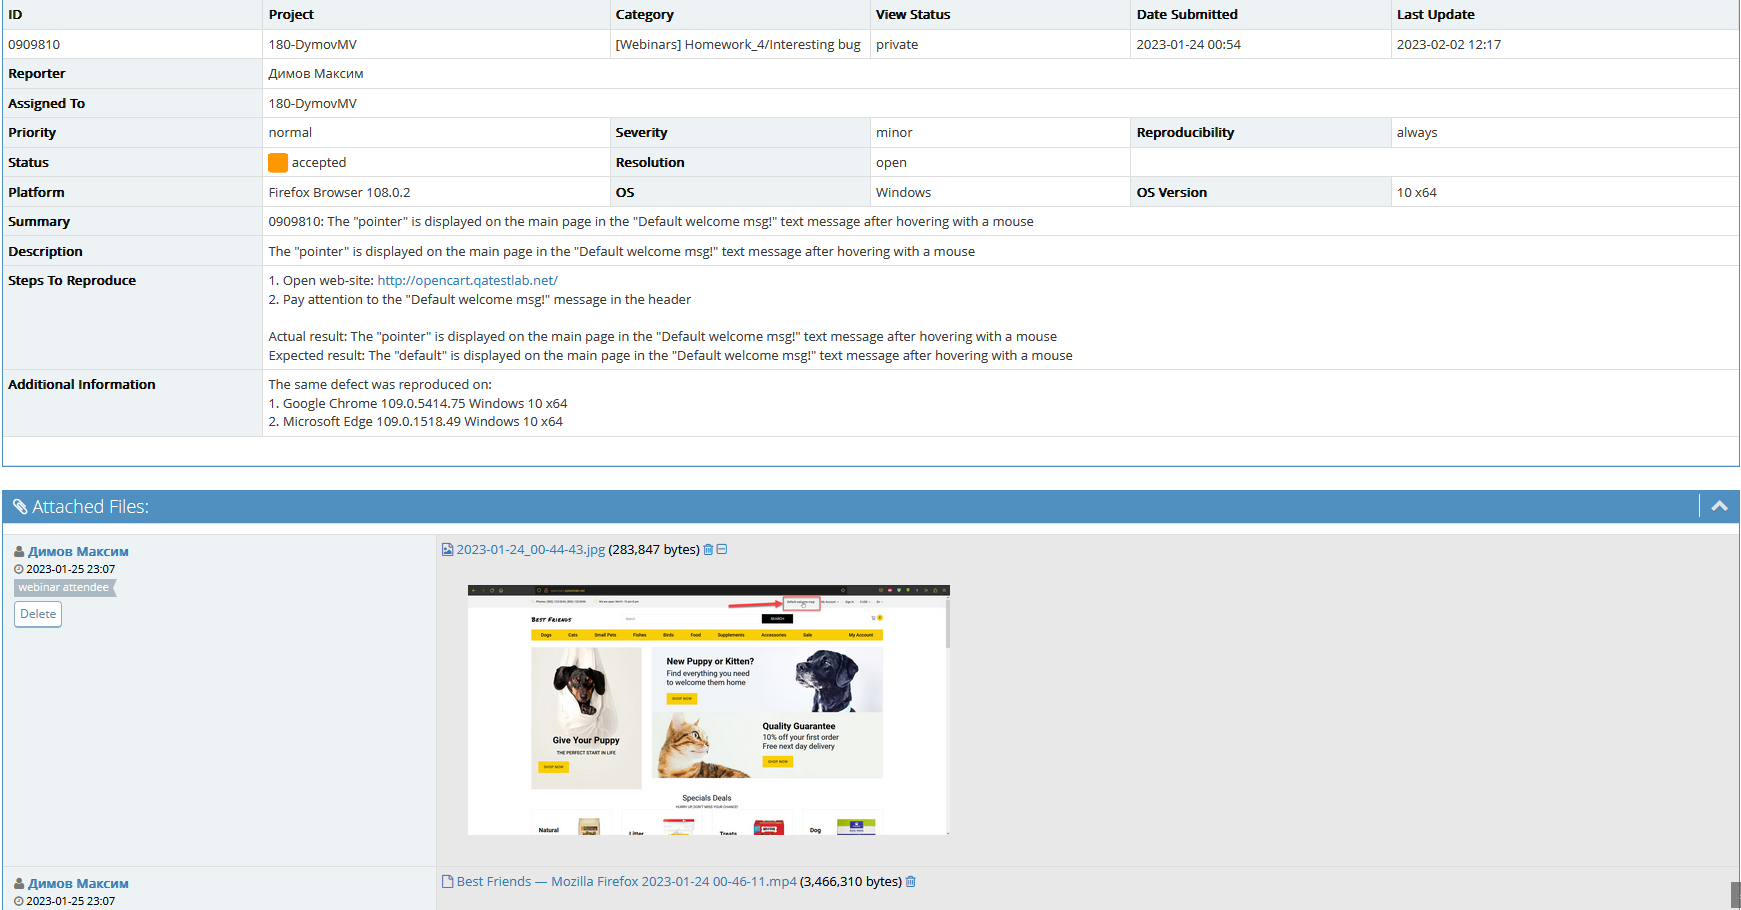 ID Project Category View Status Date Submitted Last Update
0909810 180-DymovMV [Webinars] Homework_4/Interesting bug private 2023-01-24 00:54 2023-02-02 12:17
Reporter Димов Максим
Assigned To 180-DymovMV
Priority normal Severity minor Reproducibility always
Status accepted Resolution open
Platform Firefox Browser 108.0.2 OS Windows OS Version 10 x64
Summary 0909810: The "pointer" is displayed on the main page in the "Default welcome msg!" text message after hovering with a mouse
Description The "pointer" is displayed on the main page in the "Default welcome msg!" text message after hovering with a mouse
Steps To Reproduce 1. Open web-site: http://opencart.qatestlab.net/
2. Pay attention to the "Default welcome msg!" message in the header
Actual result: The "pointer" is displayed on the main page in the "Default welcome msg!" text message after hovering with a mouse
Expected result: The "default" is displayed on the main page in the "Default welcome msg!" text message after hovering with a mouse
Additional Information The same defect was reproduced on:
1. Google Chrome 109.0.5414.75 Windows 10 x64
2. Microsoft Edge 109.0.1518.49 Windows 10 x64
Attached Files:
Димов Максим
2023-01-25 23:07
webinar attendee
Delete
2023-01-24_00-44-43.jpg (283,847 bytes)
BEST FRIENDS
SEARCH
Dogs Cats Small Pets Fishes Birds Food Supplements Accessories Sale My Account
New Puppy or Kitten?
Find everything you need
to welcome them home
SHOP NOW
Give Your Puppy
THE PERFECT START IN LIFE
SHOP NOW
Quality Guarantee
10% off your first order
Free next day delivery
SHOP NOW
Specials Deals
HURRY UP, DON'T MISS YOUR CHANCE!
Natural Litter Treats Dog
Димов Максим
2023-01-25 23:07
Best Friends — Mozilla Firefox 2023-01-24 00-46-11.mp4 (3,466,310 bytes)